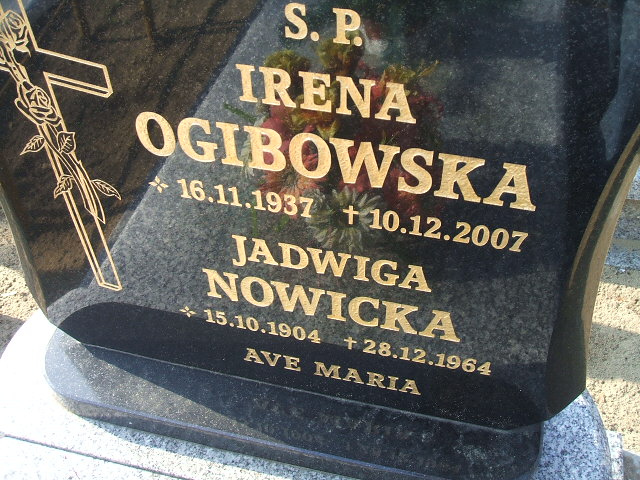 S. P.
IRENA
OGIBOWSKA
✧ 16.11.1937 † 10.12.2007
JADWIGA
NOWICKA
✧ 15.10.1904 † 28.12.1964
AVE MARIA